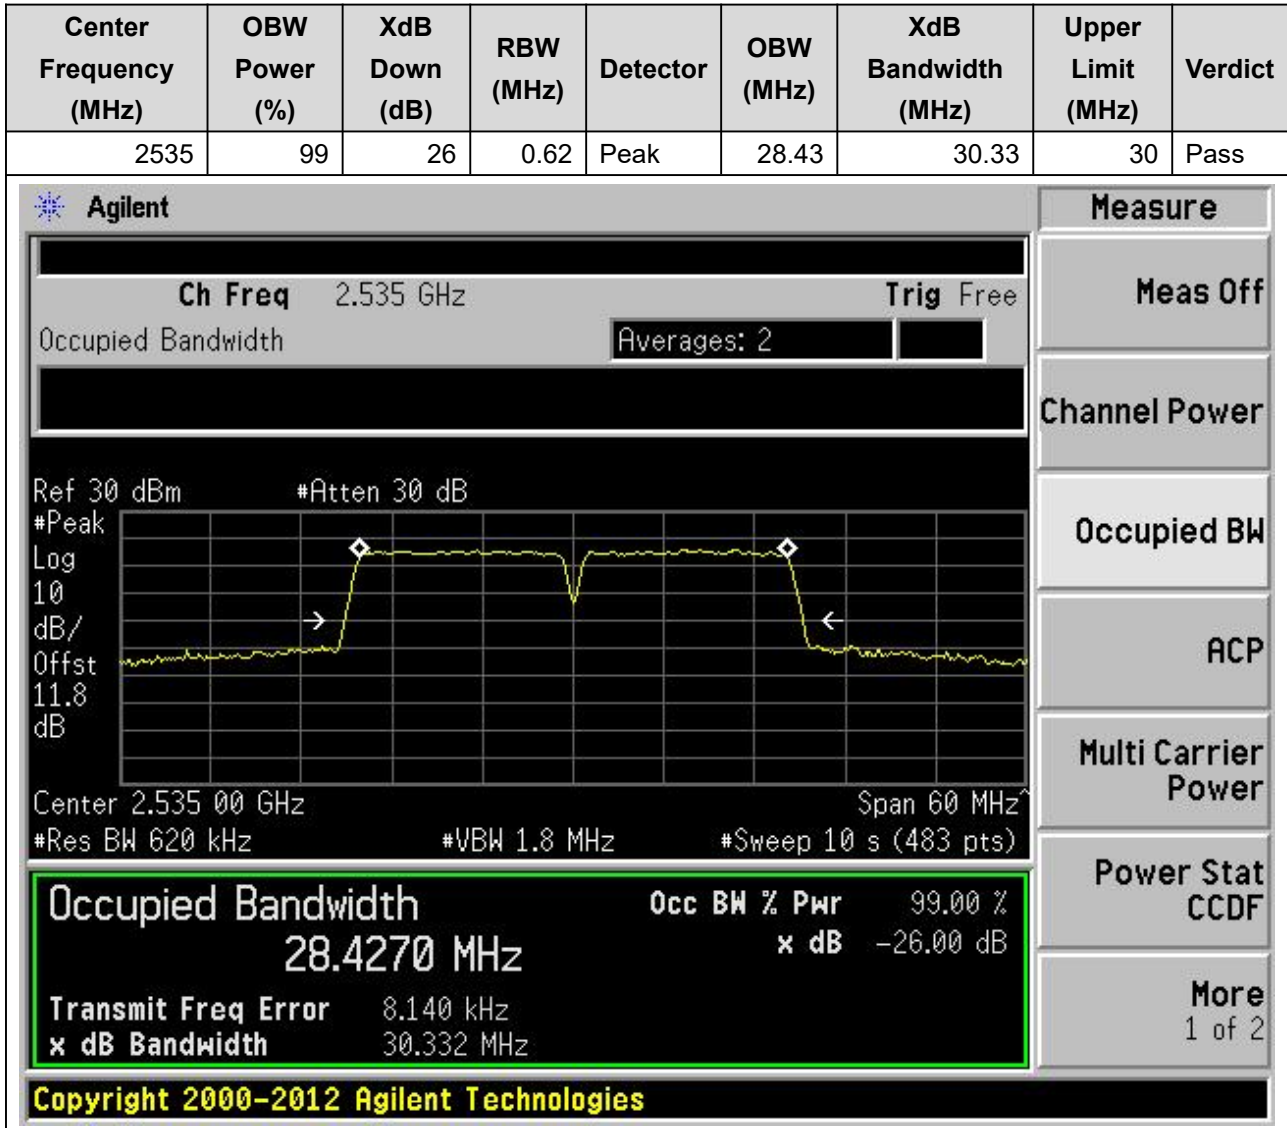 Center Frequency (MHz) OBW Power (%) XdB Down (dB) RBW (MHz) Detector OBW (MHz) XdB Bandwidth (MHz) Upper Limit (MHz) Verdict
2535 99 26 0.62 Peak 28.43 30.33 30 Pass
Agilent
Measure
Ch Freq 2.535 GHz Trig Free
Meas Off
Occupied Bandwidth Averages: 2
Channel Power
Ref 30 dBm #Atten 30 dB
#Peak
Log
10
dB/
Offst
11.8
dB
Occupied BW
ACP
Multi Carrier
Power
Center 2.535 00 GHz Span 60 MHz^
#Res BW 620 kHz #VBW 1.8 MHz #Sweep 10 s (483 pts)
Power Stat
CCDF
Occupied Bandwidth Occ BW % Pwr 99.00 %
28.4270 MHz x dB -26.00 dB
Transmit Freq Error 8.140 kHz
x dB Bandwidth 30.332 MHz
More
1 of 2
Copyright 2000-2012 Agilent Technologies